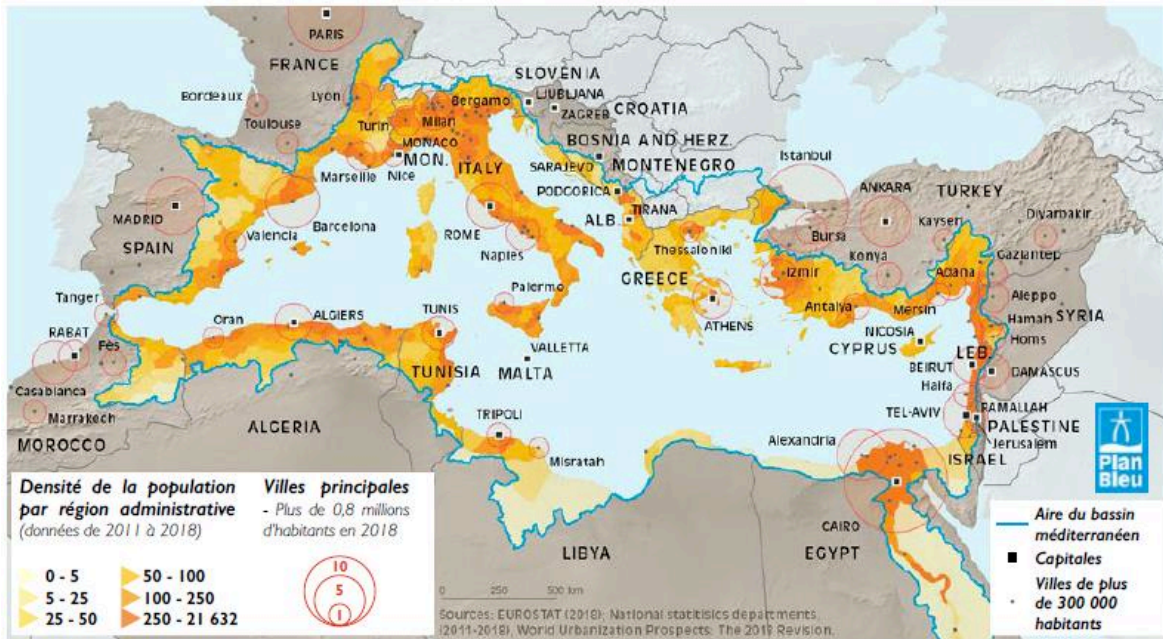 PARIS
FRANCE
Bordeaux
Lyon
Toulouse
SLOVENIA
LJUBLJANA
ZAGREB
CROATIA
Bergamo
Turin
Milan
BOSNIA AND HERZ.
MONACO
MON.
ITALY
SARAJEVO
MONTENEGRO
Istanbul
Marseille
Nice
PODGORICA
ANKARA
TURKEY
MADRID
SPAIN
Valencia
Barcelona
ROME
Naples
ALB.
TIRANA
Thessaloniki
Bursa
Kayseri
Diyarbakir
Konya
Gaziantep
GREECE
Izmir
Adana
Tanger
Palermo
Antalya
Mersin
Aleppo
RABAT
Oran
ALGIERS
TUNIS
ATHENS
NICOSIA
Hamah
SYRIA
Fès
VALLETTA
CYPRUS
Homs
TUNISIA
MALTA
LEB.
BEIRUT
DAMASCUS
Casablanca
Haifa
Marrakech
TRIPOLI
TEL-AVIV
RAMALLAH
MOROCCO
ALGERIA
Alexandria
PALESTINE
Misratah
Jerusalem
ISRAEL
CAIRO
LIBYA
EGYPT
Plan
Bleu
Densité de la population
par région administrative
(données de 2011 à 2018)
0 - 5
5 - 25
25 - 50
50 - 100
100 - 250
250 - 21 632
Villes principales
- Plus de 0,8 millions
d'habitants en 2018
10
5
1
0 250 500 km
Sources: EUROSTAT (2018); National statitisics departments
(2011-2018), World Urbanization Prospects: The 2018 Revision.
Aire du bassin
méditerranéen
Capitales
Villes de plus
de 300 000
habitants